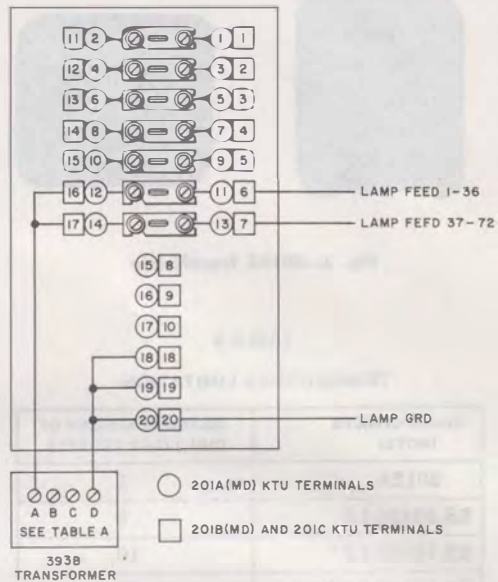 11 2 1 1
12 4 3 2
13 6 5 3
14 8 7 4
15 10 9 5
16 12 11 6 LAMP FEED 1-36
17 14 13 7 LAMP FEFD 37-72
15 8
16 9
17 10
18 18
19 19
20 20 LAMP GRD
A B C D
SEE TABLE A
393B
TRANSFORMER
201A(MD) KTU TERMINALS
201B(MD) AND 201C KTU TERMINALS